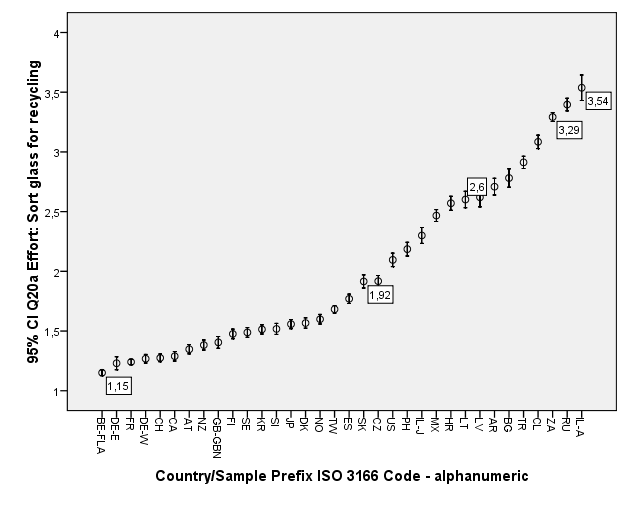 95% CI Q20a Effort: Sort glass for recycling
4
3,5
3
2,5
2
1,5
1
3,54
3,29
2,6
1,92
1,15
BE-FLA
DE-E
FR
DE-W
CH
CA
AT
NZ
GB-GBN
FI
SE
KR
SI
JP
DK
NO
TW
ES
SK
CZ
US
PH
IL-J
MX
HR
LT
LV
AR
BG
TR
CL
ZA
RU
IL-A
Country/Sample Prefix ISO 3166 Code - alphanumeric